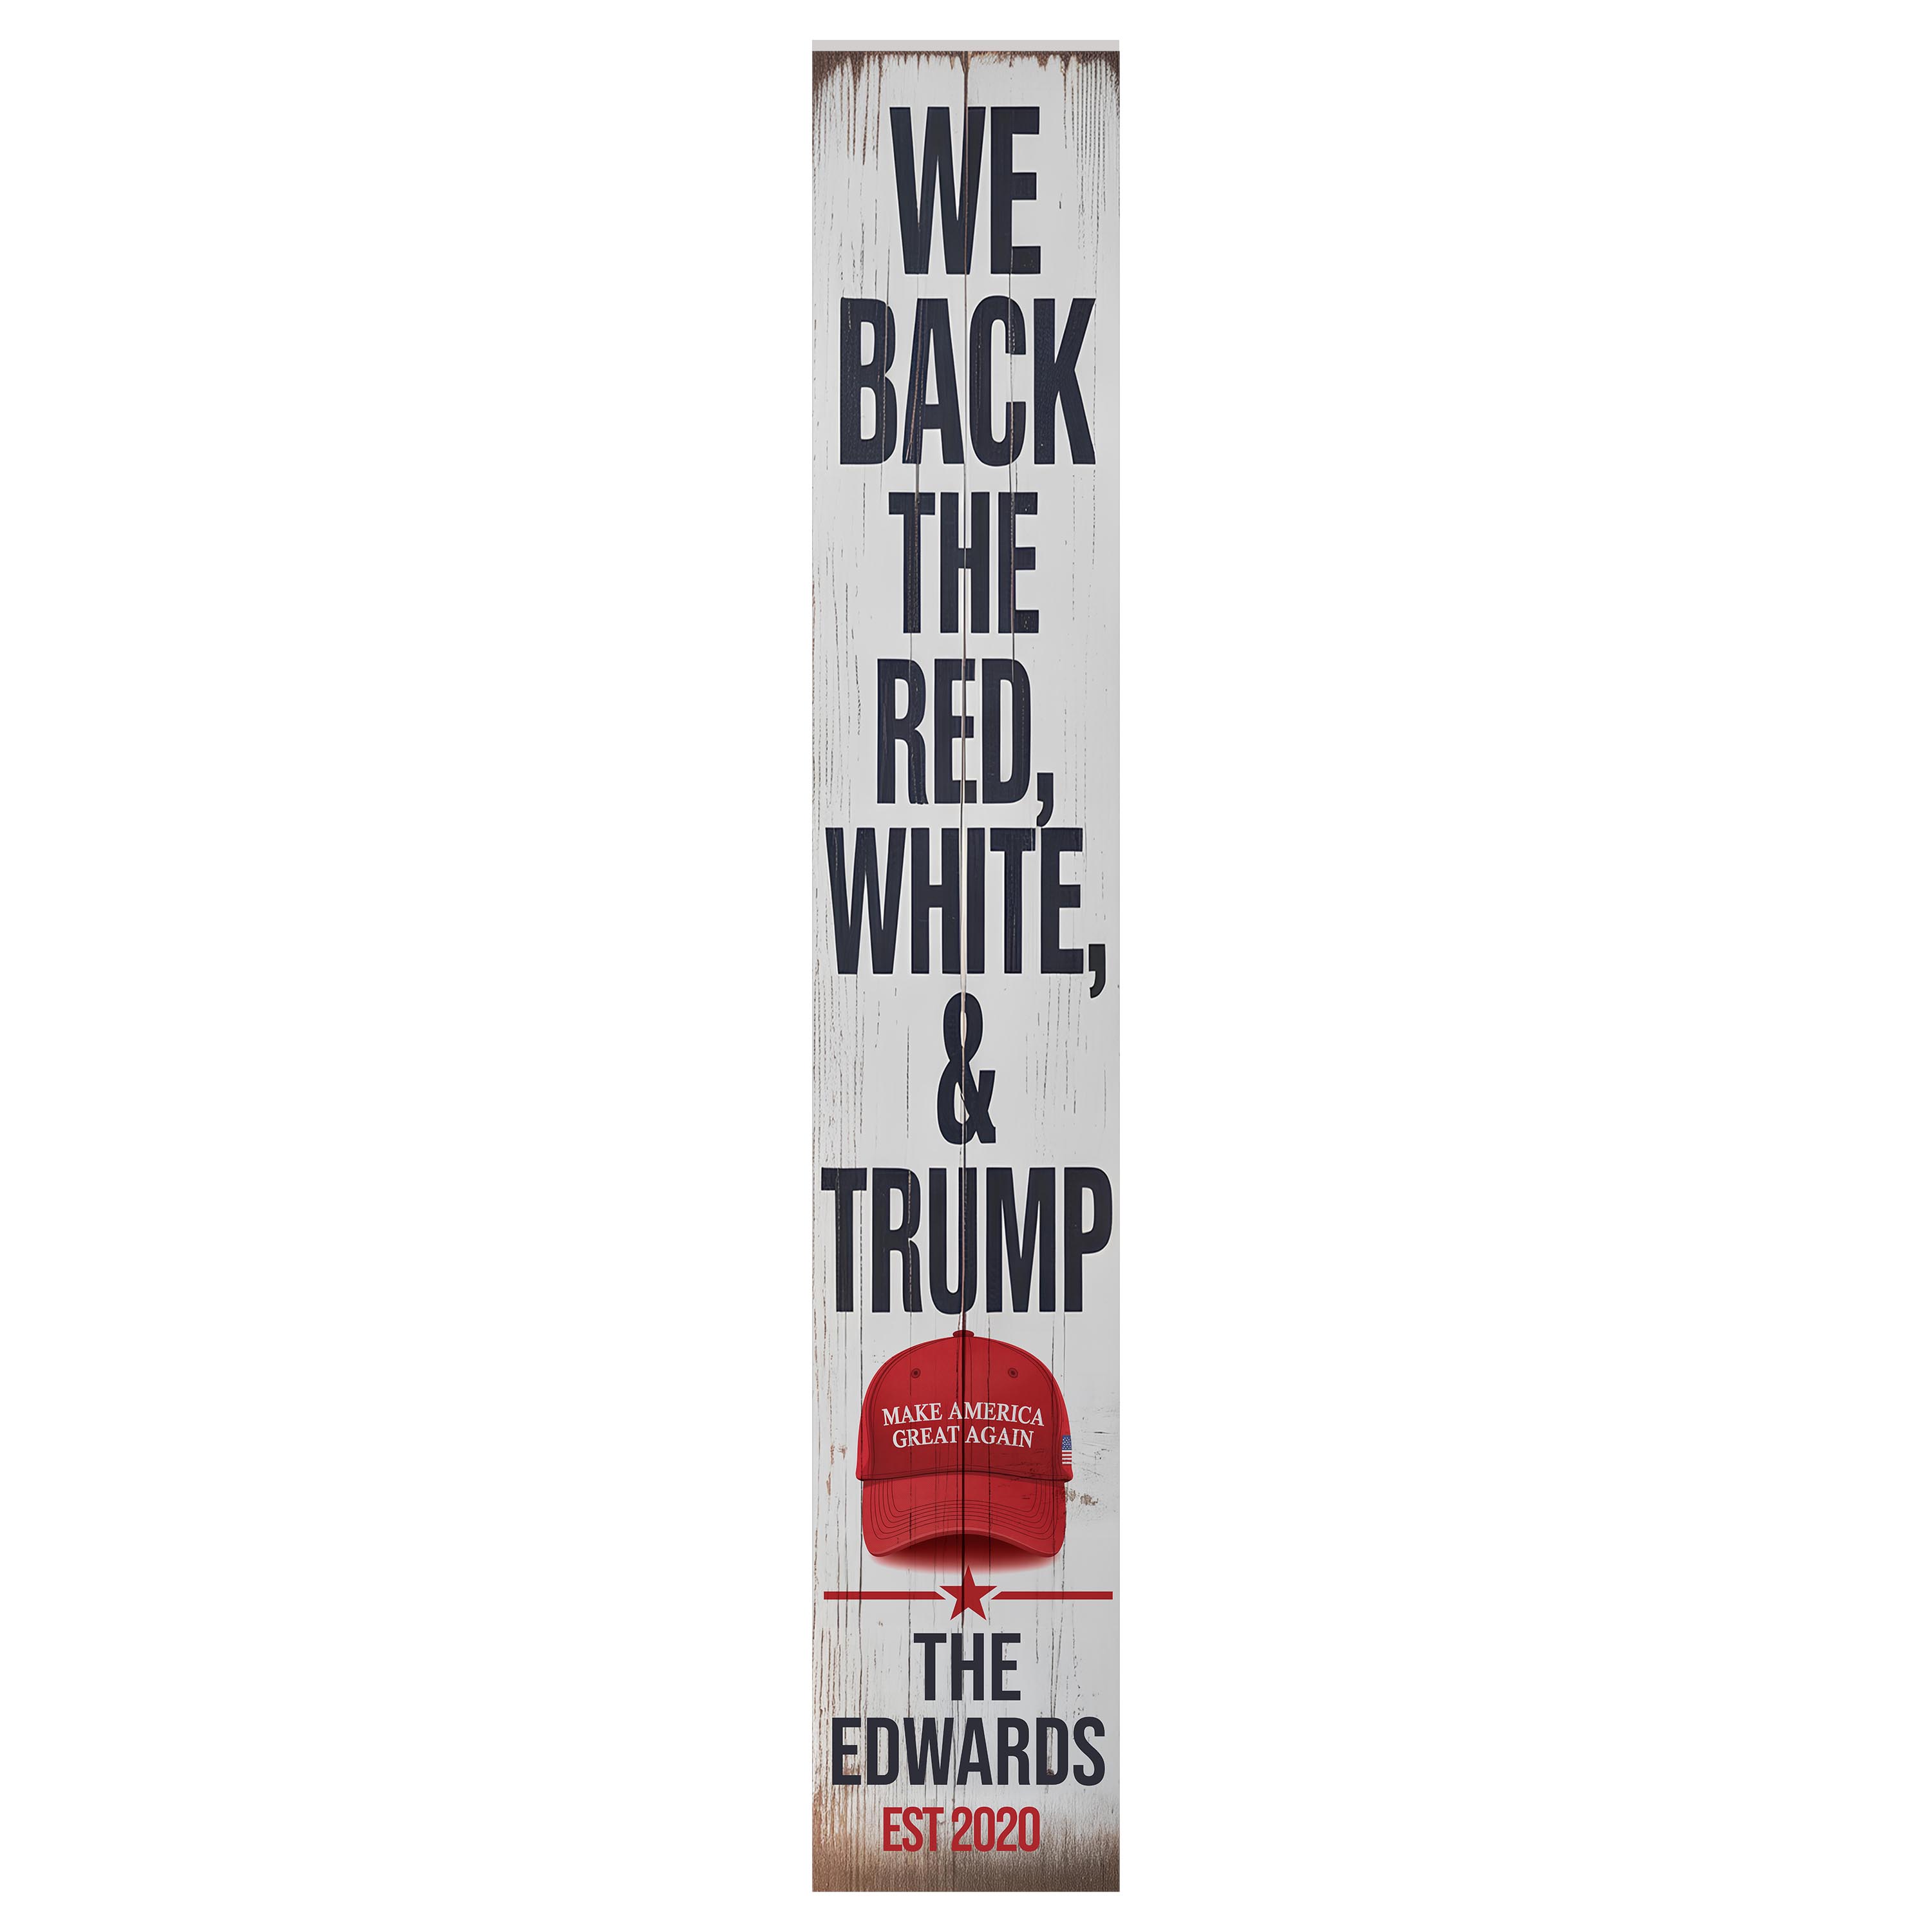 WE
BACK
THE
RED,
WHITE,
&
TRUMP
MAKE AMERICA
GREAT AGAIN
THE
EDWARDS
EST 2020